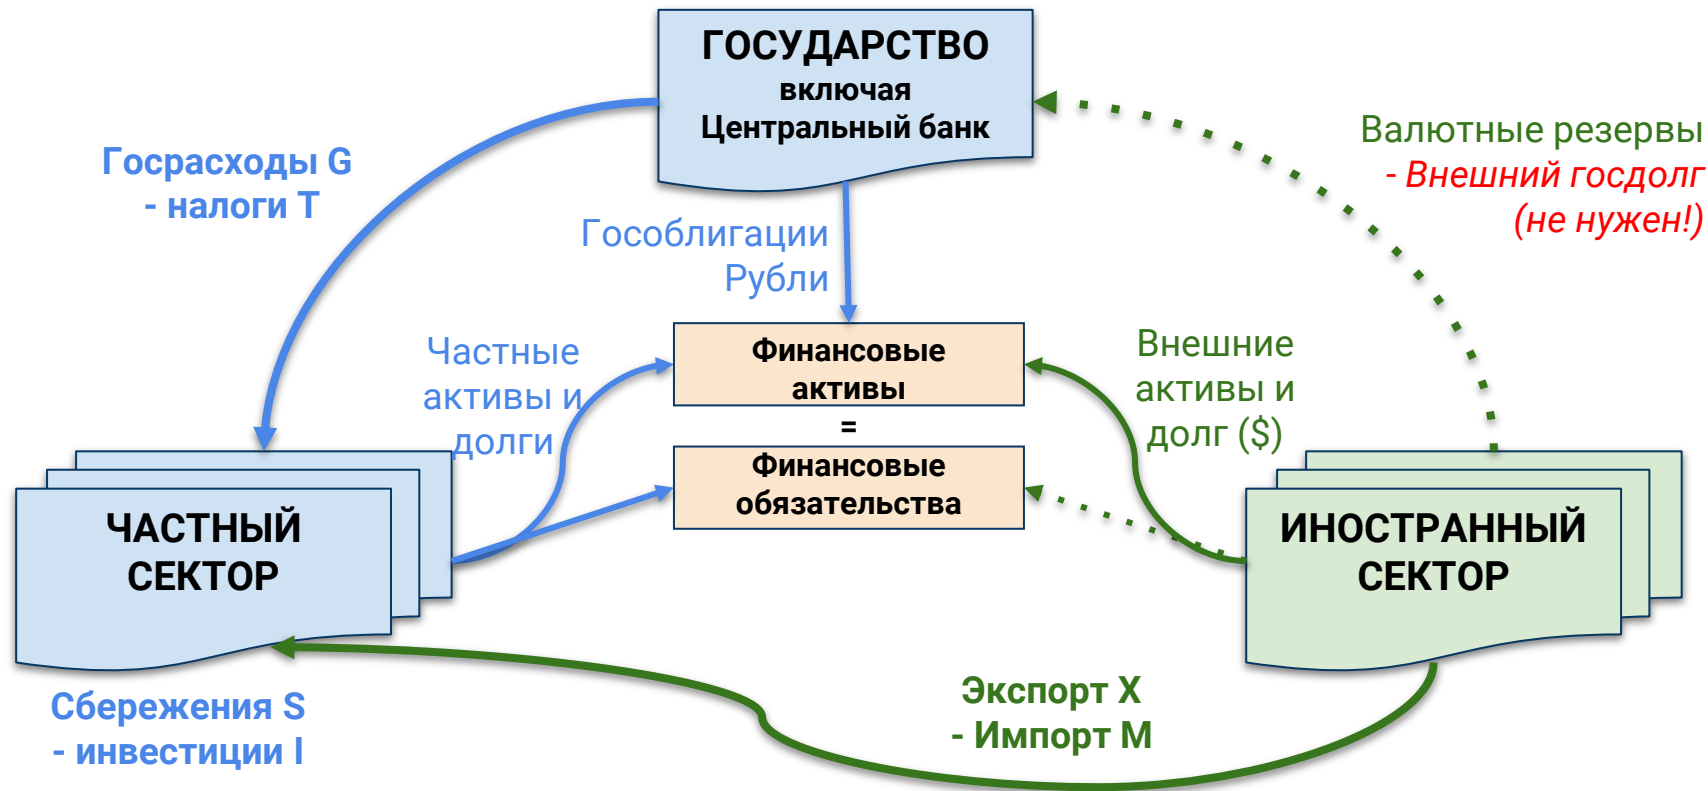 ГОСУДАРСТВО
включая
Центральный банк
Госрасходы G
- налоги T
Валютные резервы
- Внешний госдолг
(не нужен!)
Гособлигации
Рубли
Частные
активы и
долги
Финансовые
активы
=
Финансовые
обязательства
Внешние
активы и
долг ($)
ЧАСТНЫЙ
СЕКТОР
ИНОСТРАННЫЙ
СЕКТОР
Сбережения S
- инвестиции I
Экспорт X
- Импорт M